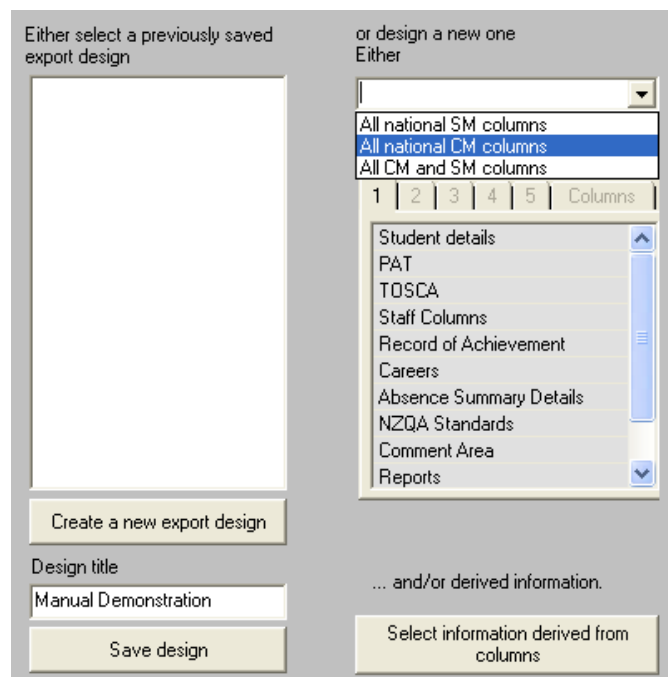 Either select a previously saved
export design
Create a new export design
Design title
Manual Demonstration
Save design
or design a new one
Either
All national SM columns
All national CM columns
All CM and SM columns
1 2 3 4 5 Columns
Student details
PAT
TOSCA
Staff Columns
Record of Achievement
Careers
Absence Summary Details
NZQA Standards
Comment Area
Reports
... and/or derived information.
Select information derived from
columns